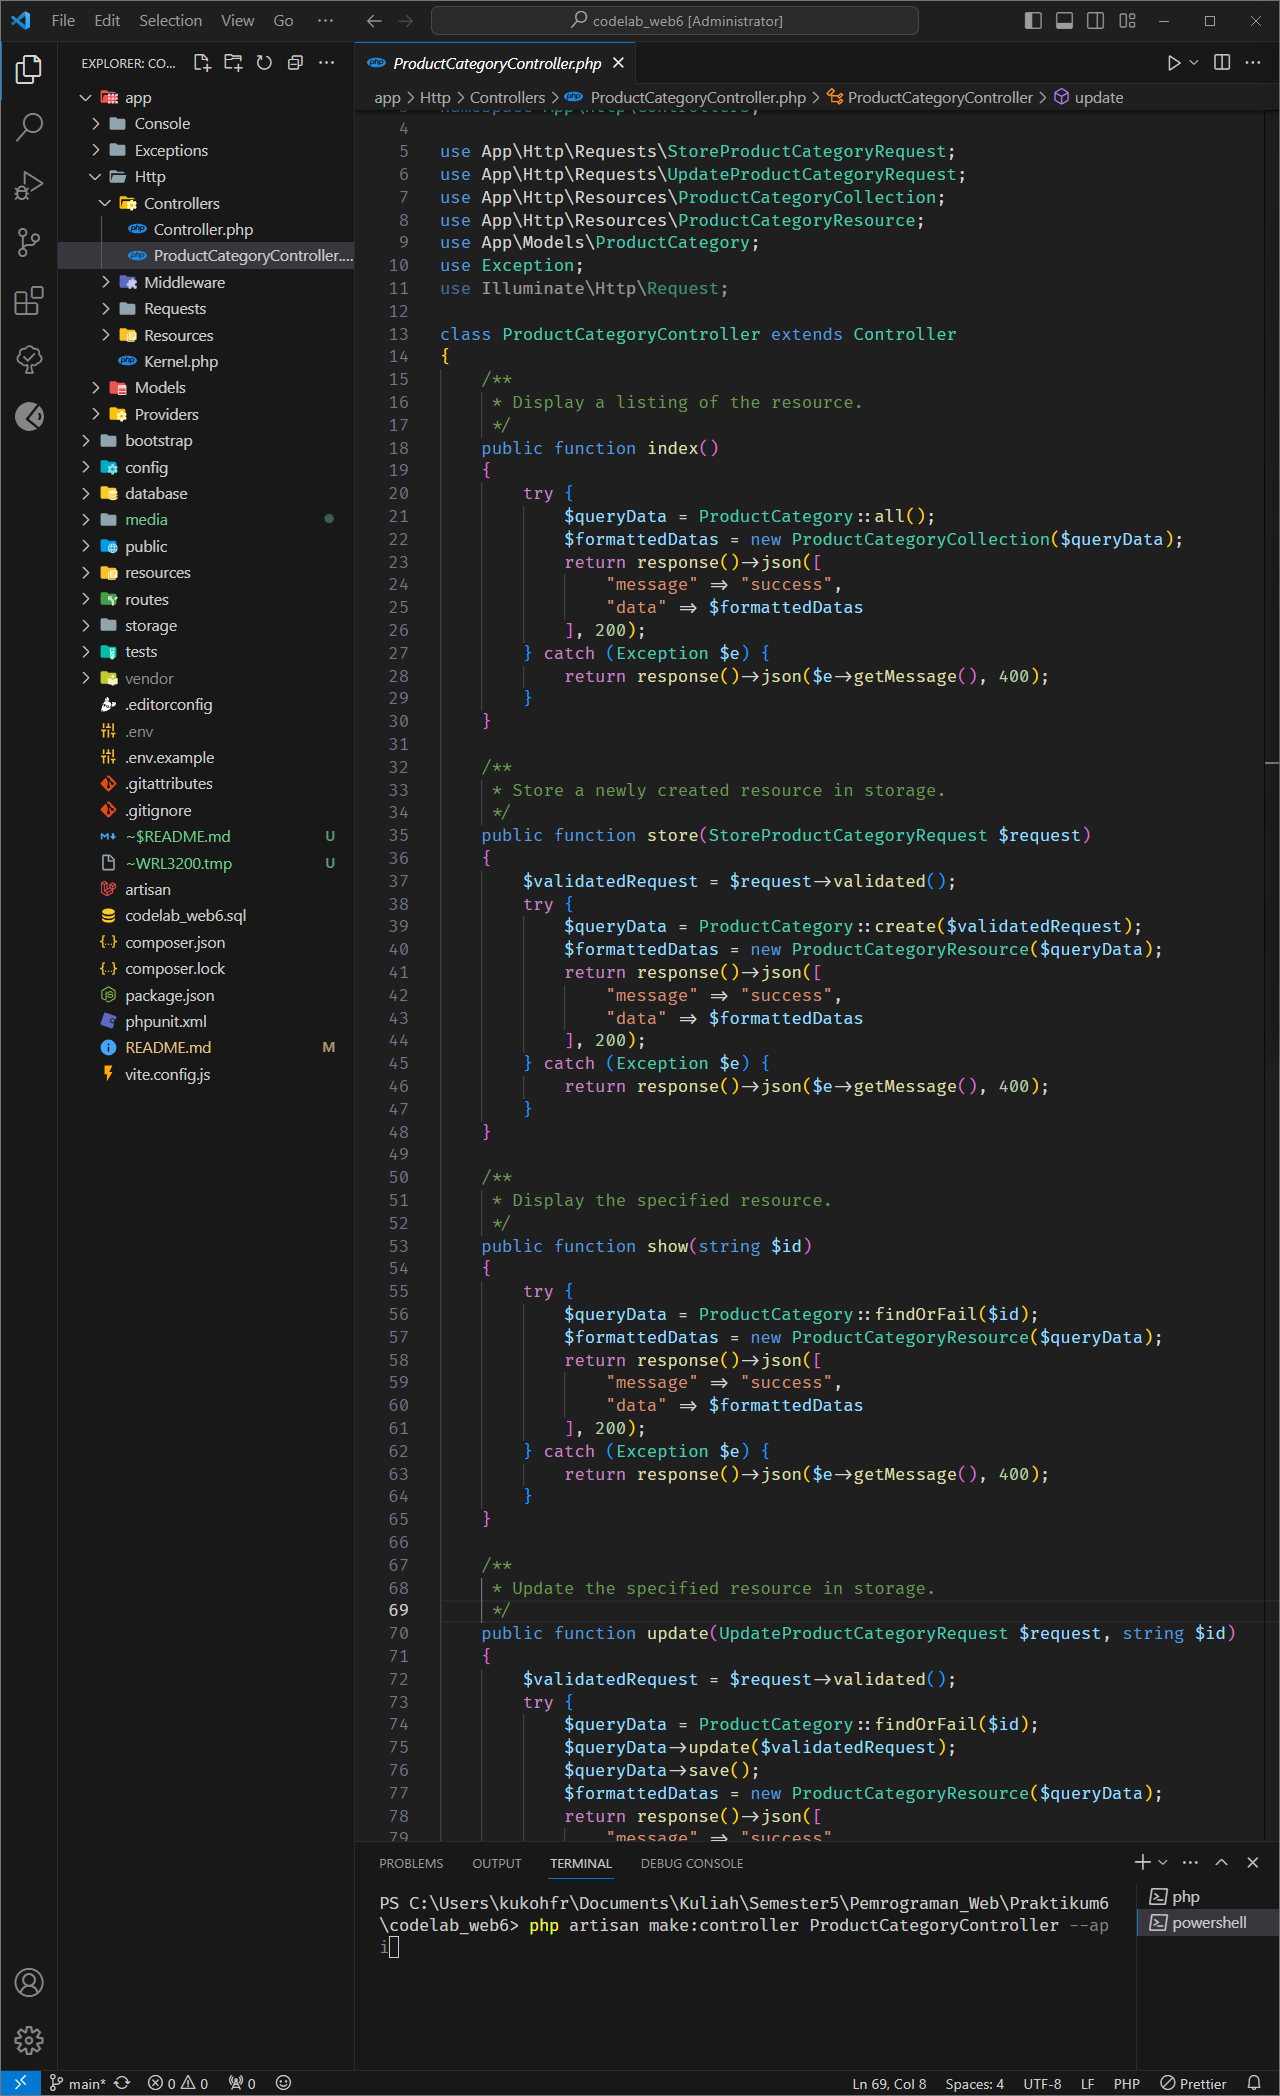 File Edit Selection View Go ··· codelab_web6 [Administrator]
EXPLORER: CO...
ProductCategoryController.php
app > Http > Controllers > ProductCategoryController.php > ProductCategoryController > update
app
Console
Exceptions
Http
Controllers
Controller.php
ProductCategoryController....
Middleware
Requests
Resources
Kernel.php
Models
Providers
bootstrap
config
database
media
public
resources
routes
storage
tests
vendor
.editorconfig
.env
.env.example
.gitattributes
.gitignore
~$README.md U
~WRL3200.tmp U
artisan
codelab_web6.sql
composer.json
composer.lock
package.json
phpunit.xml
README.md M
vite.config.js
namespace App\Http\Controllers;
4
5 use App\Http\Requests\StoreProductCategoryRequest;
6 use App\Http\Requests\UpdateProductCategoryRequest;
7 use App\Http\Resources\ProductCategoryCollection;
8 use App\Http\Resources\ProductCategoryResource;
9 use App\Models\ProductCategory;
10 use Exception;
11 use Illuminate\Http\Request;
12
13 class ProductCategoryController extends Controller
14 {
15 /**
16 * Display a listing of the resource.
17 */
18 public function index()
19 {
20 try {
21 $queryData = ProductCategory::all();
22 $formattedDatas = new ProductCategoryCollection($queryData);
23 return response()->json([
24 "message" => "success",
25 "data" => $formattedDatas
26 ], 200);
27 } catch (Exception $e) {
28 return response()->json($e->getMessage(), 400);
29 }
30 }
31
32 /**
33 * Store a newly created resource in storage.
34 */
35 public function store(StoreProductCategoryRequest $request)
36 {
37 $validatedRequest = $request->validated();
38 try {
39 $queryData = ProductCategory::create($validatedRequest);
40 $formattedDatas = new ProductCategoryResource($queryData);
41 return response()->json([
42 "message" => "success",
43 "data" => $formattedDatas
44 ], 200);
45 } catch (Exception $e) {
46 return response()->json($e->getMessage(), 400);
47 }
48 }
49
50 /**
51 * Display the specified resource.
52 */
53 public function show(string $id)
54 {
55 try {
56 $queryData = ProductCategory::findOrFail($id);
57 $formattedDatas = new ProductCategoryResource($queryData);
58 return response()->json([
59 "message" => "success",
60 "data" => $formattedDatas
61 ], 200);
62 } catch (Exception $e) {
63 return response()->json($e->getMessage(), 400);
64 }
65 }
66
67 /**
68 * Update the specified resource in storage.
69 */
70 public function update(UpdateProductCategoryRequest $request, string $id)
71 {
72 $validatedRequest = $request->validated();
73 try {
74 $queryData = ProductCategory::findOrFail($id);
75 $queryData->update($validatedRequest);
76 $queryData->save();
77 $formattedDatas = new ProductCategoryResource($queryData);
78 return response()->json([
79 "message" => "success"
PROBLEMS OUTPUT TERMINAL DEBUG CONSOLE
PS C:\Users\kukohfr\Documents\Kuliah\Semester5\Pemrograman_Web\Praktikum6
\codelab_web6> php artisan make:controller ProductCategoryController --ap
i
php
powershell
main* 0 0 0 Ln 69, Col 8 Spaces: 4 UTF-8 LF PHP Prettier